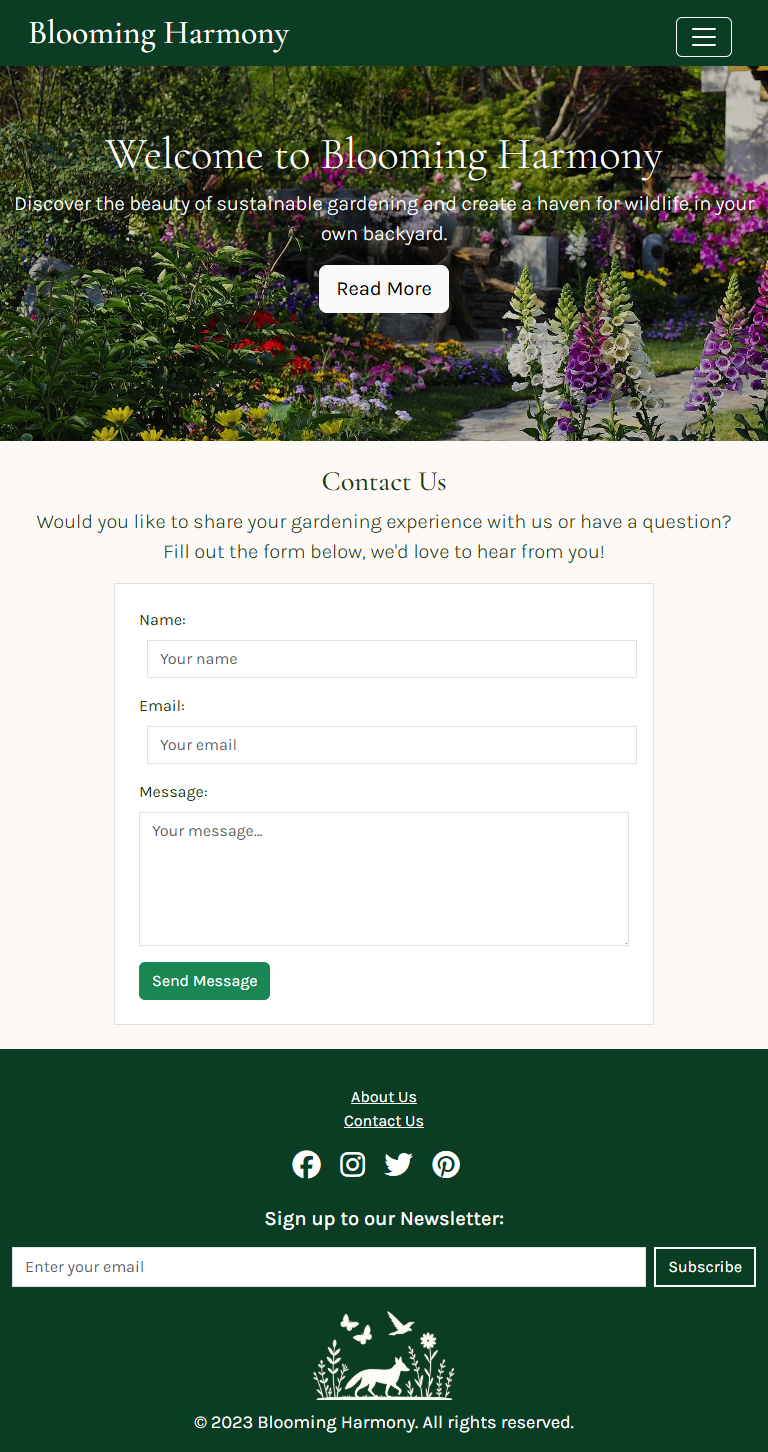 Blooming Harmony
Welcome to Blooming Harmony
Discover the beauty of sustainable gardening and create a haven for wildlife in your
own backyard.
Read More
Contact Us
Would you like to share your gardening experience with us or have a question?
Fill out the form below, we'd love to hear from you!
Name:
Your name
Email:
Your email
Message:
Your message...
Send Message
About Us
Contact Us
Sign up to our Newsletter:
Enter your email
Subscribe
© 2023 Blooming Harmony. All rights reserved.